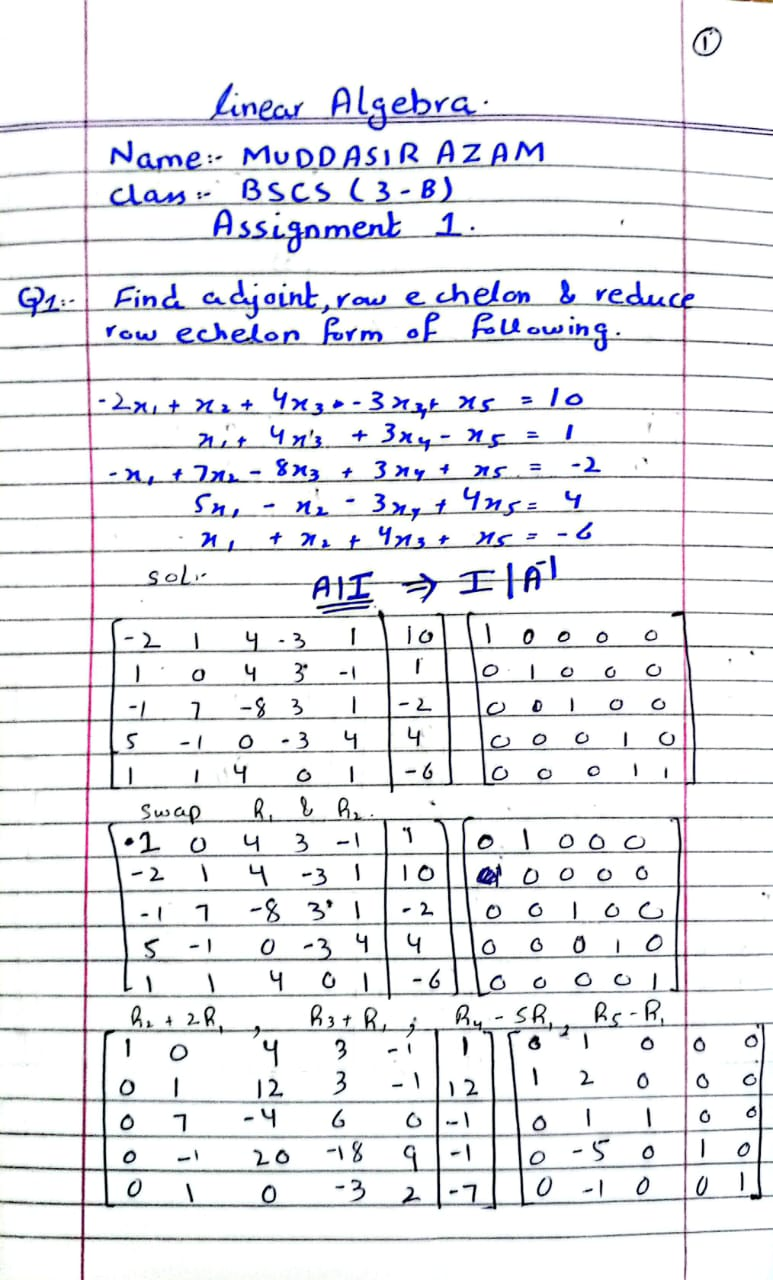 ①
Linear Algebra.
Name:- MUDDASIR AZAM
class:- BSCS (3-B)
Assignment 1.
Q1:- Find adjoint, row echelon & reduce
row echelon form of following.
-2x₁ + x₂ + 4x₃ - 3x₄ + x₅ = 10
x₁ + 4x₃ + 3x₄ - x₅ = 1
-x₁ + 7x₂ - 8x₃ + 3x₄ + x₅ = -2
5x₁ - x₂ - 3x₄ + 4x₅ = 4
x₁ + x₂ + 4x₃ + x₅ = -6
sol:- A|I ⇒ I|A⁻¹
-2 1 4 -3 1 | 10 | 1 0 0 0 0
1 0 4 3 -1 | 1 | 0 1 0 0 0
-1 7 -8 3 1 | -2 | 0 0 1 0 0
5 -1 0 -3 4 | 4 | 0 0 0 1 0
1 1 4 0 1 | -6 | 0 0 0 1 1
Swap R₁ & R₂.
1 0 4 3 -1 | 1 | 0 1 0 0 0
-2 1 4 -3 1 | 10 | 0 0 0 0
-1 7 -8 3 1 | -2 | 0 0 1 0 0
5 -1 0 -3 4 | 4 | 0 0 0 1 0
1 1 4 0 1 | -6 | 0 0 0 0 1
R₂ + 2R₁, R₃ + R₁; R₄ - 5R₁, R₅ - R₁
1 0 4 3 -1 | 1 | 0 1 0 0 0
0 1 12 3 -1 | 12 | 1 2 0 0 0
0 7 -4 6 0 | -1 | 0 1 1 0 0
0 -1 20 -18 9 | -1 | 0 -5 0 1 0
0 1 0 -3 2 | -7 | 0 -1 0 0 1